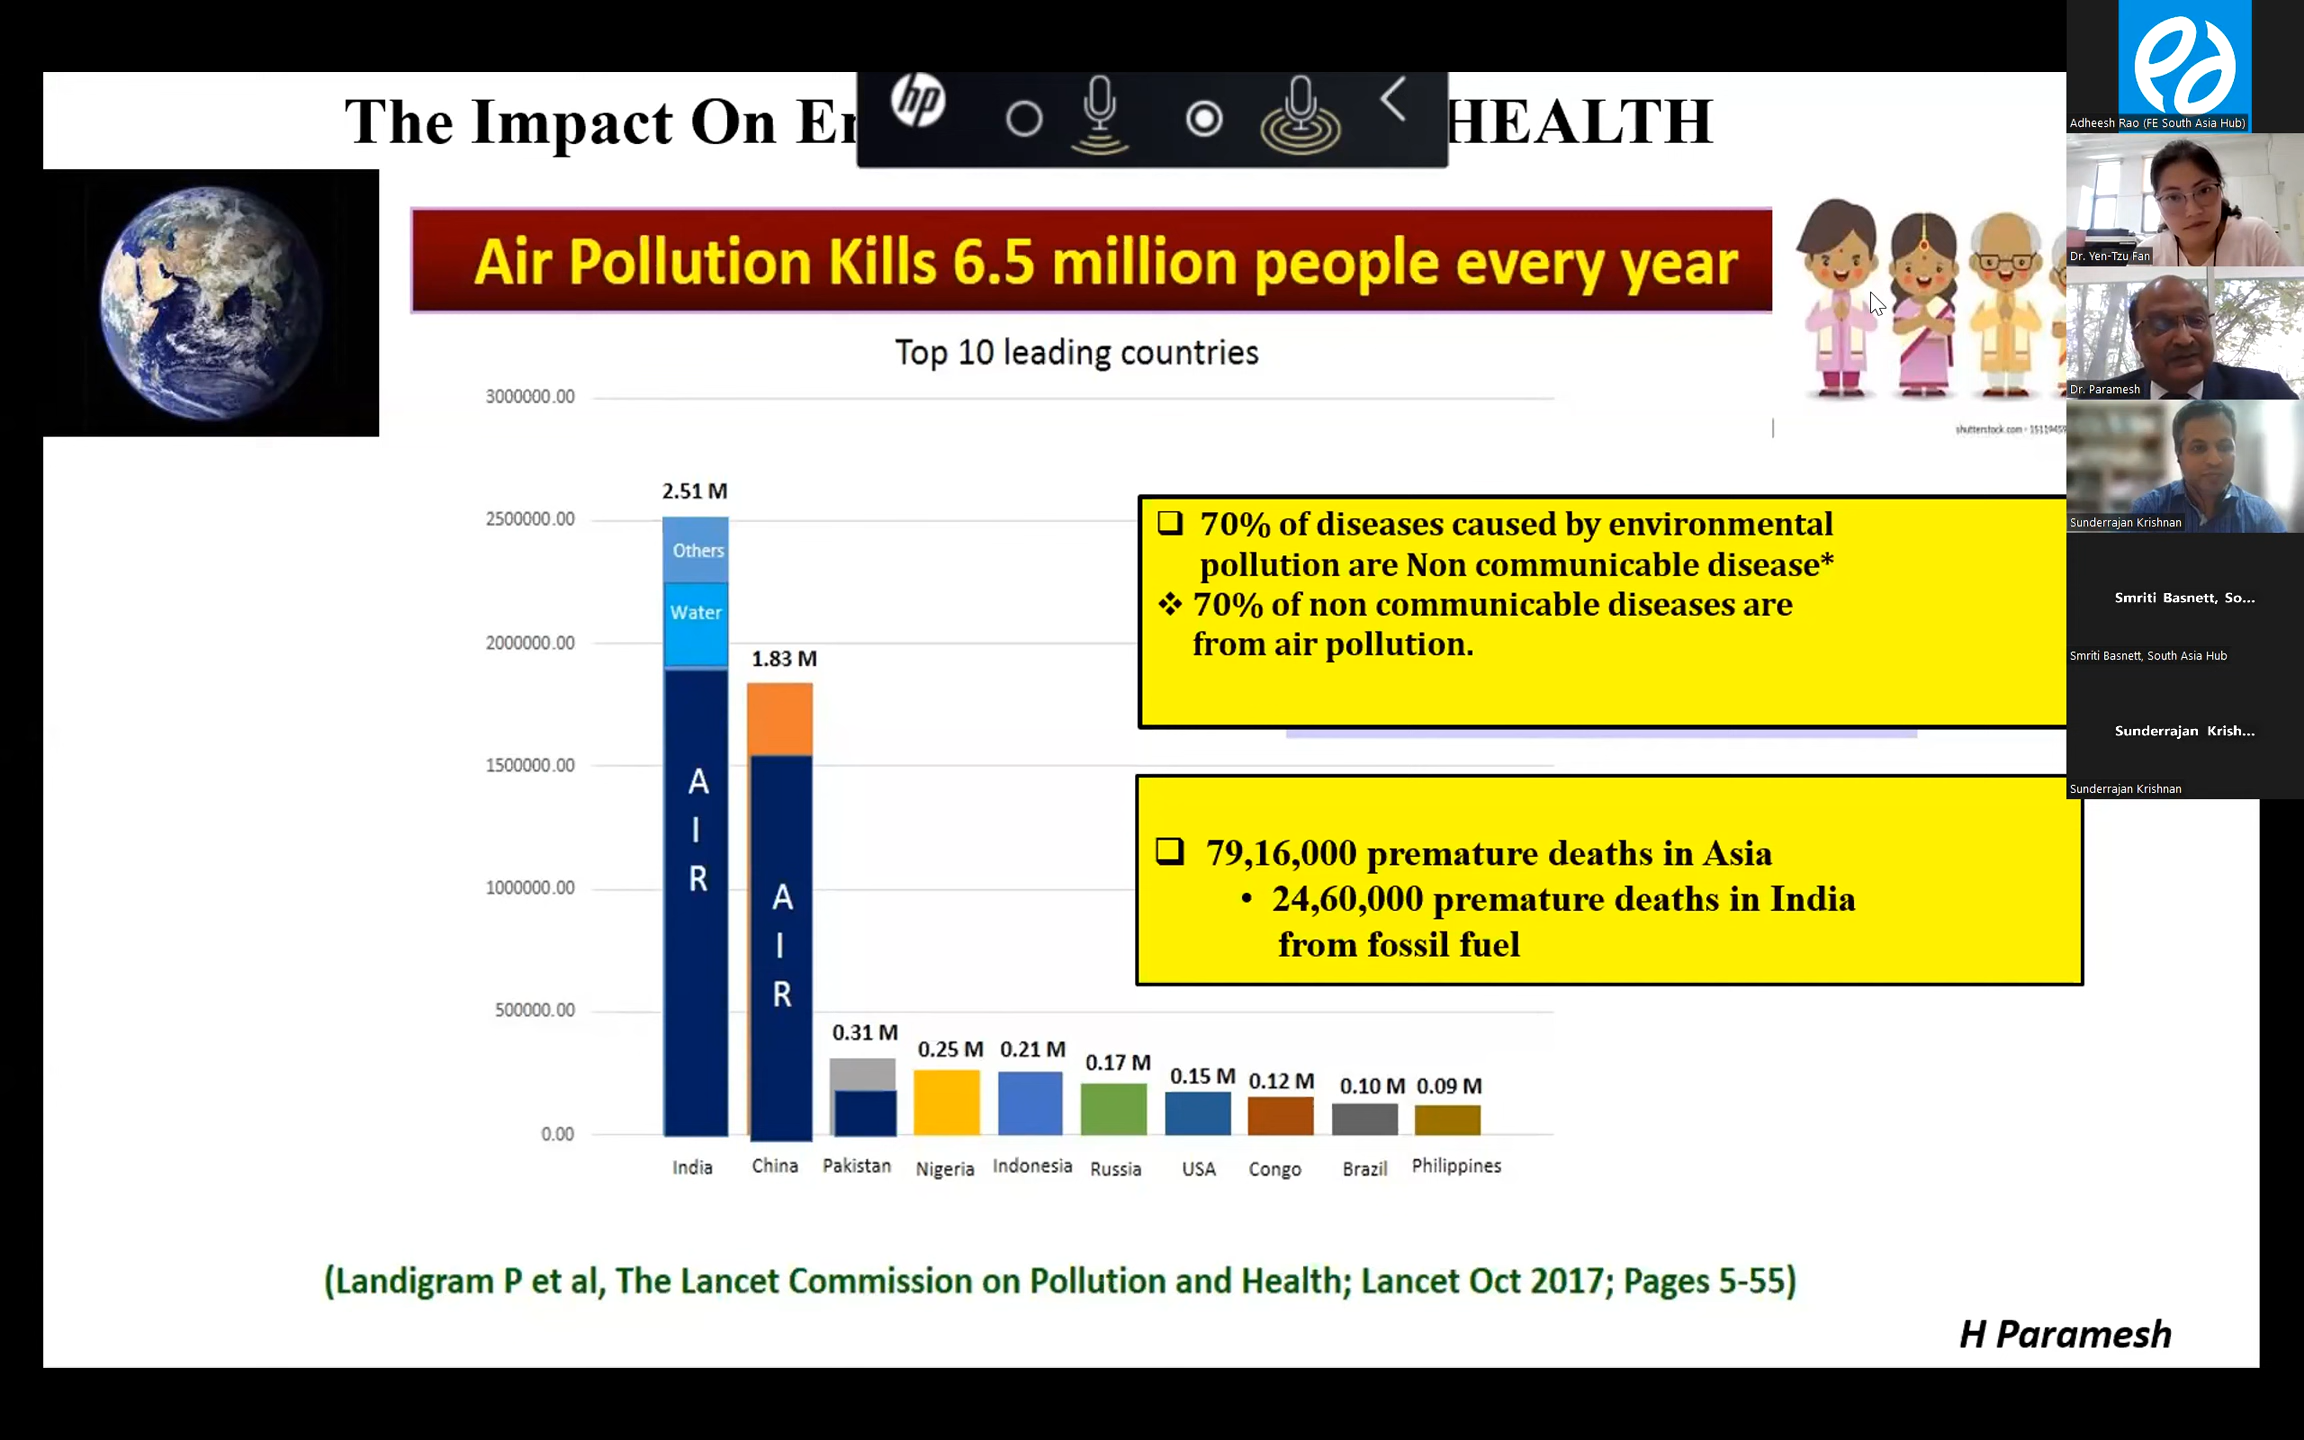 The Impact On En
HEALTH
hp
Air Pollution Kills 6.5 million people every year
Top 10 leading countries
3000000.00
2500000.00
2000000.00
1500000.00
1000000.00
500000.00
0.00
2.51 M
Others
Water
A
I
R
1.83 M
A
I
R
0.31 M
0.25 M
0.21 M
0.17 M
0.15 M
0.12 M
0.10 M
0.09 M
India
China
Pakistan
Nigeria
Indonesia
Russia
USA
Congo
Brazil
Philippines
70% of diseases caused by environmental
pollution are Non communicable disease*
70% of non communicable diseases are
from air pollution.
79,16,000 premature deaths in Asia
24,60,000 premature deaths in India
from fossil fuel
(Landigram P et al, The Lancet Commission on Pollution and Health; Lancet Oct 2017; Pages 5-55)
H Paramesh
shutterstock.com
Adheesh Rao (FE South Asia Hub)
Dr. Yen-Tzu Fan
Dr. Paramesh
Sunderrajan Krishnan
Smriti Basnett, So...
Smriti Basnett, South Asia Hub
Sunderrajan Krish...
Sunderrajan Krishnan